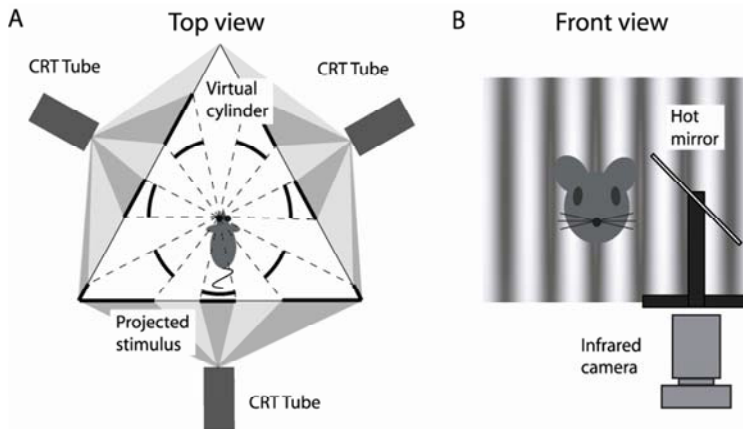 A
Top view
CRT Tube
CRT Tube
Virtual
cylinder
Projected
stimulus
CRT Tube
B
Front view
Hot
mirror
Infrared
camera